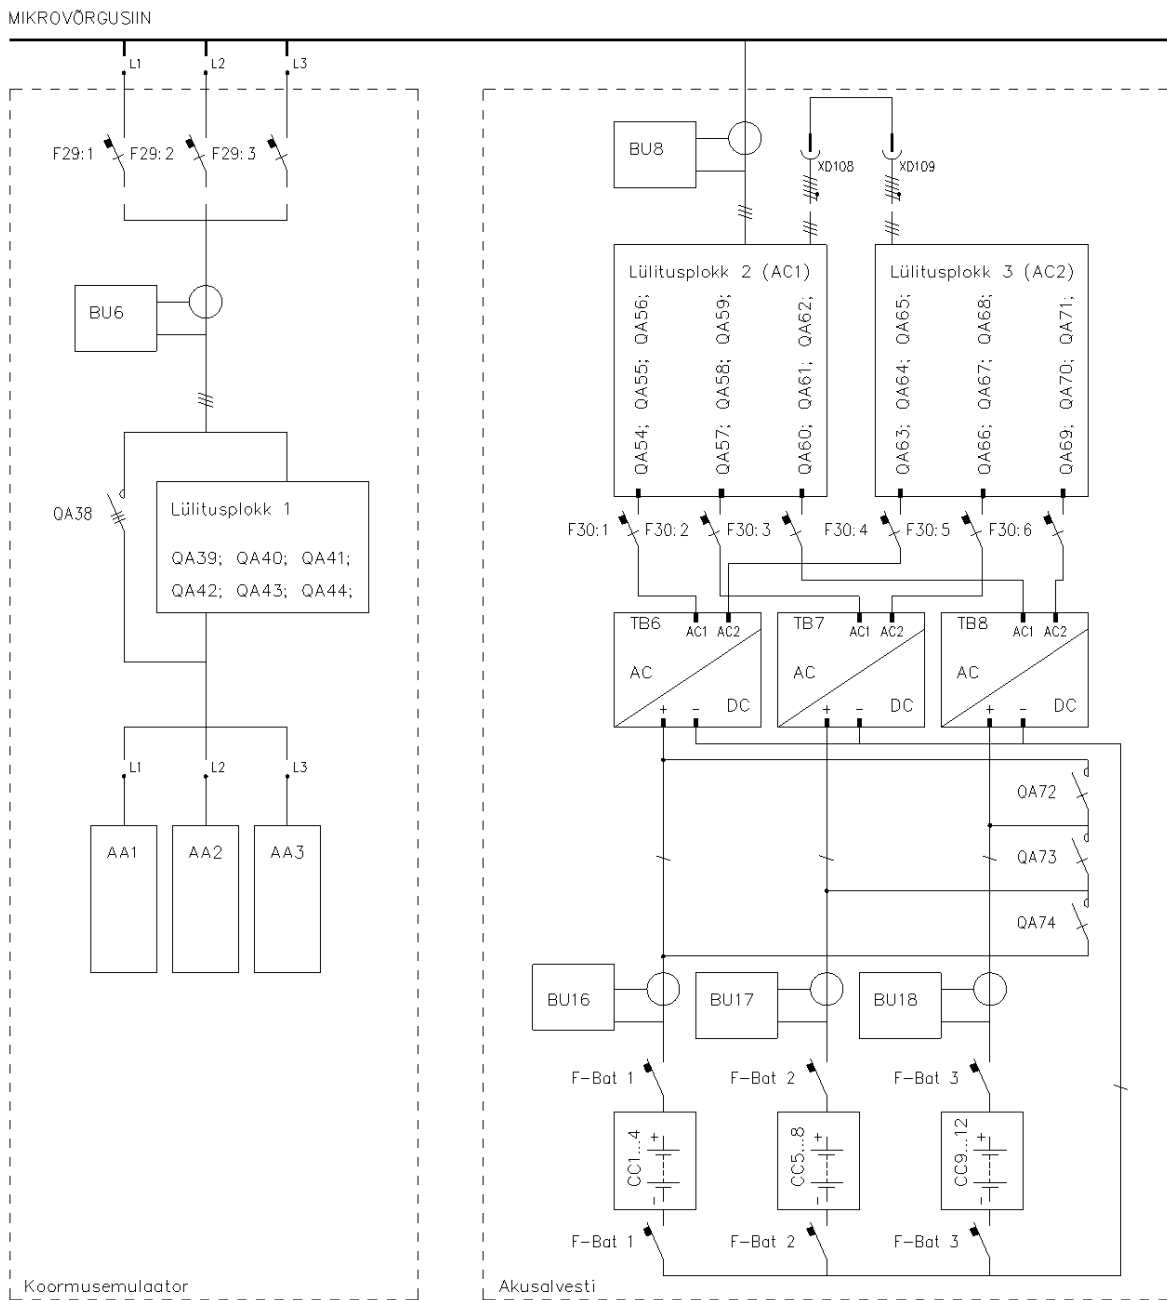 MIKROVÕRGUSIIN
L1
L2
L3
F29:1
F29:2
F29:3
BU6
QA38
Lülitusplokk 1
QA39; QA40; QA41;
QA42; QA43; QA44;
L1
L2
L3
AA1
AA2
AA3
Koormusemulaator
BU8
XD108
XD109
Lülitusplokk 2 (AC1)
QA54; QA55; QA56;
QA57; QA58; QA59;
QA60; QA61; QA62;
Lülitusplokk 3 (AC2)
QA63; QA64; QA65;
QA66; QA67; QA68;
QA69; QA70; QA71;
F30:1
F30:2
F30:3
F30:4
F30:5
F30:6
TB6
AC1
AC2
AC
DC
+
−
TB7
AC1
AC2
AC
DC
+
−
TB8
AC1
AC2
AC
DC
+
−
QA72
QA73
QA74
BU16
BU17
BU18
F-Bat 1
F-Bat 2
F-Bat 3
CC1...4
+
−
CC5...8
+
−
CC9...12
+
−
F-Bat 1
F-Bat 2
F-Bat 3
Akusalvesti